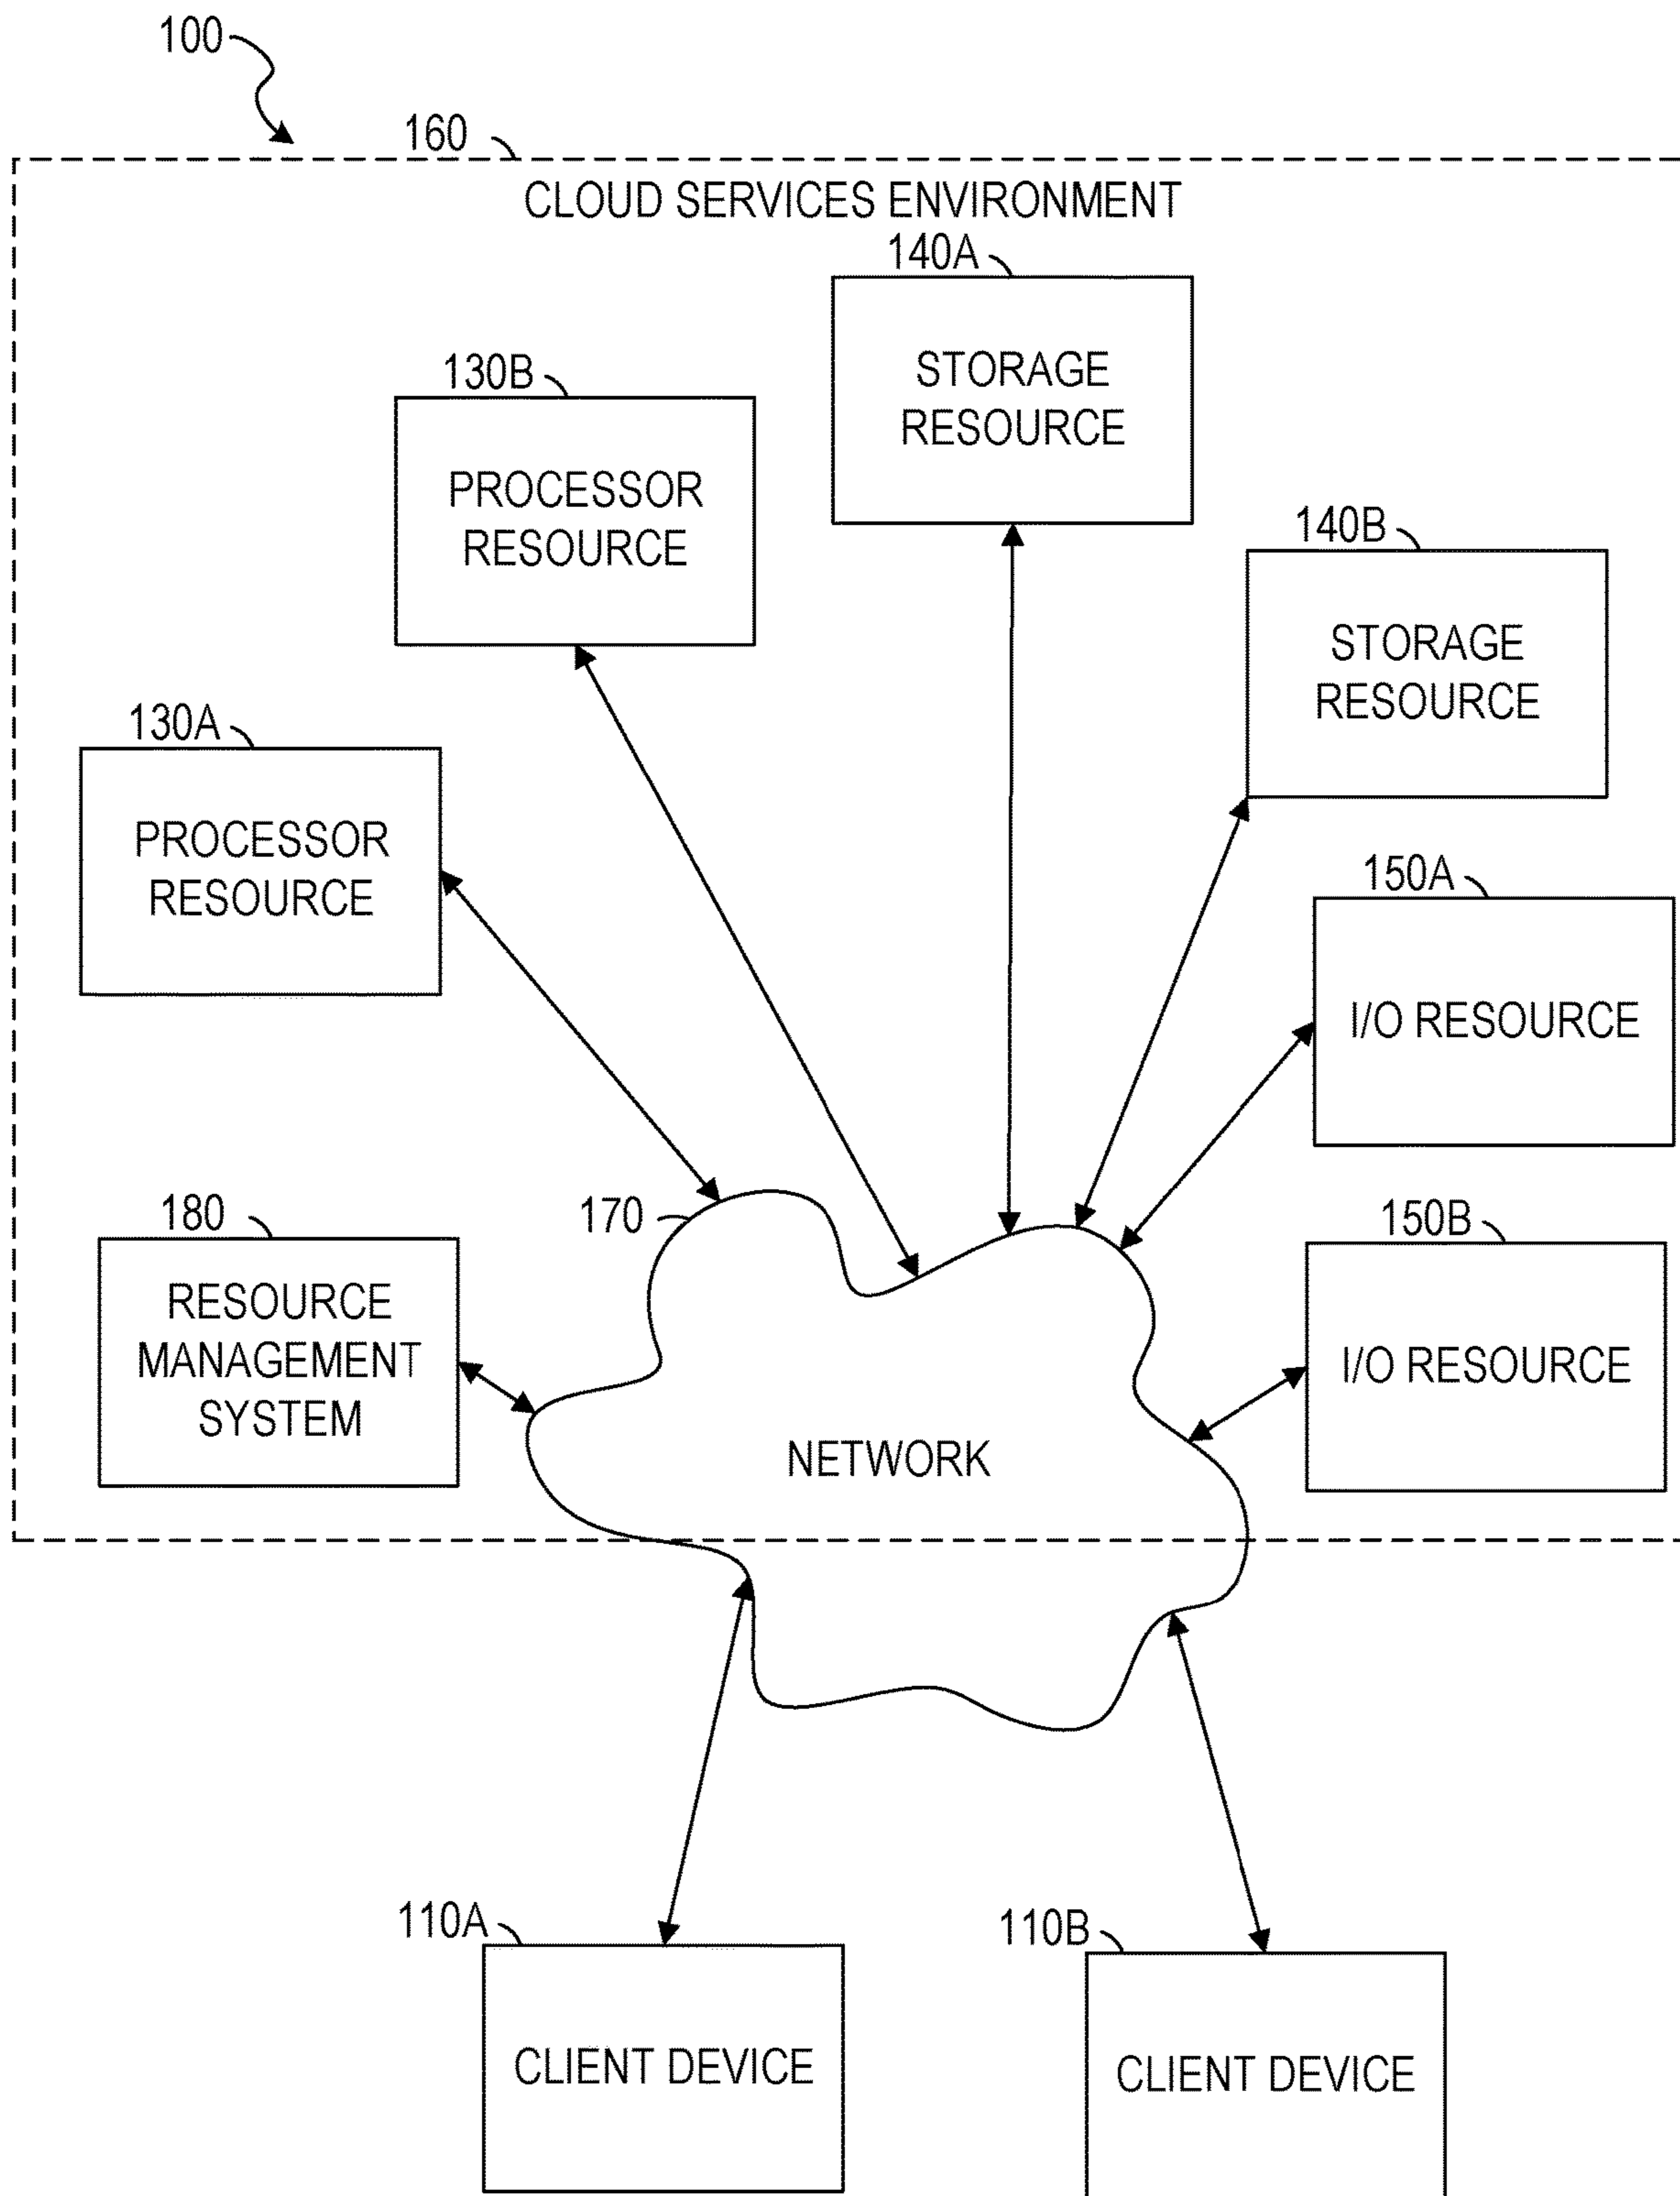 100
160
CLOUD SERVICES ENVIRONMENT
140A
STORAGE
RESOURCE
130B
PROCESSOR
RESOURCE
140B
STORAGE
RESOURCE
130A
PROCESSOR
RESOURCE
150A
I/O RESOURCE
180
RESOURCE
MANAGEMENT
SYSTEM
170
NETWORK
150B
I/O RESOURCE
110A
CLIENT DEVICE
110B
CLIENT DEVICE